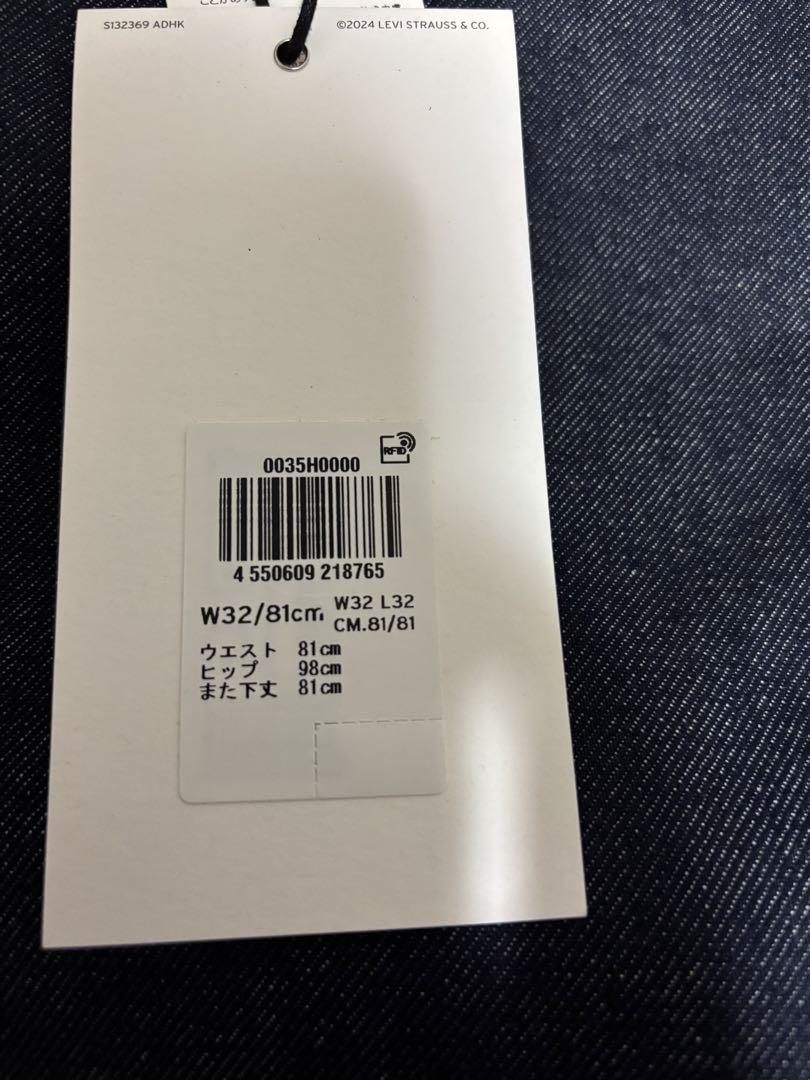 S132369 ADHK
©2024 LEVI STRAUSS & CO.
0035H0000
RFID
4 550609 218765
W32/81cm
W32 L32
CM.81/81
ウエスト 81cm
ヒップ 98cm
また下丈 81cm